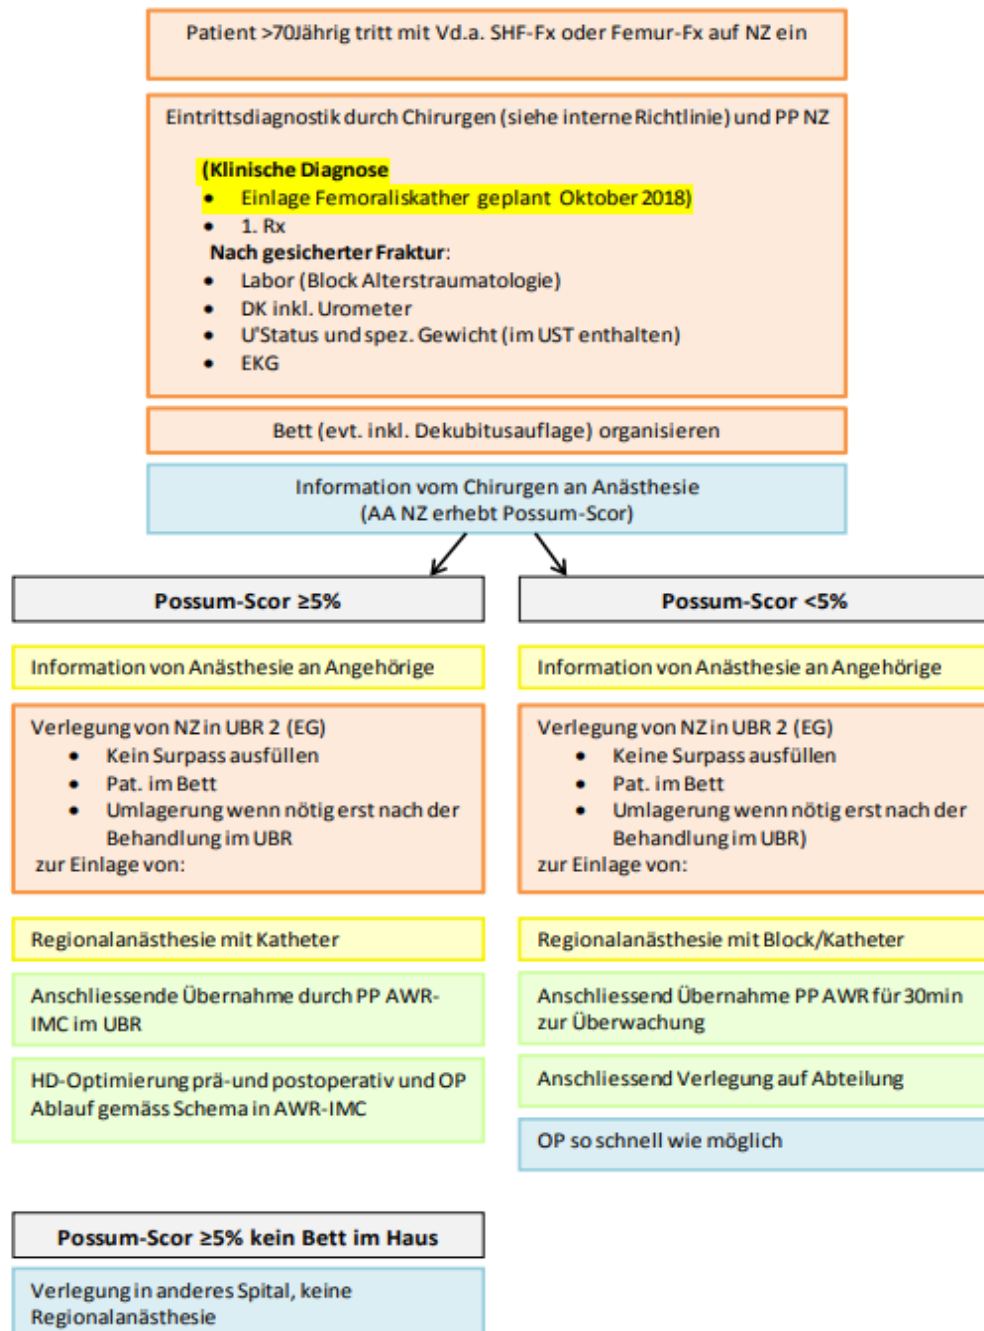 Patient >70Jährig tritt mit Vd.a. SHF-Fx oder Femur-Fx auf NZ ein
Eintrittsdiagnostik durch Chirurgen (siehe interne Richtlinie) und PP NZ
(Klinische Diagnose
• Einlage Femoraliskather geplant Oktober 2018)
• 1. Rx
Nach gesicherter Fraktur:
• Labor (Block Alterstraumatologie)
• DK inkl. Urometer
• U'Status und spez. Gewicht (im UST enthalten)
• EKG
Bett (evt. inkl. Dekubitusauflage) organisieren
Information vom Chirurgen an Anästhesie
(AA NZ erhebt Possum-Scor)
Possum-Scor ≥5%
Information von Anästhesie an Angehörige
Verlegung von NZ in UBR 2 (EG)
• Kein Surpass ausfüllen
• Pat. im Bett
• Umlagerung wenn nötig erst nach der
Behandlung im UBR
zur Einlage von:
Regionalanästhesie mit Katheter
Anschliessende Übernahme durch PP AWR-
IMC im UBR
HD-Optimierung prä-und postoperativ und OP
Ablauf gemäss Schema in AWR-IMC
Possum-Scor <5%
Information von Anästhesie an Angehörige
Verlegung von NZ in UBR 2 (EG)
• Keine Surpass ausfüllen
• Pat. im Bett
• Umlagerung wenn nötig erst nach der
Behandlung im UBR)
zur Einlage von:
Regionalanästhesie mit Block/Katheter
Anschliessend Übernahme PP AWR für 30min
zur Überwachung
Anschliessend Verlegung auf Abteilung
OP so schnell wie möglich
Possum-Scor ≥5% kein Bett im Haus
Verlegung in anderes Spital, keine
Regionalanästhesie